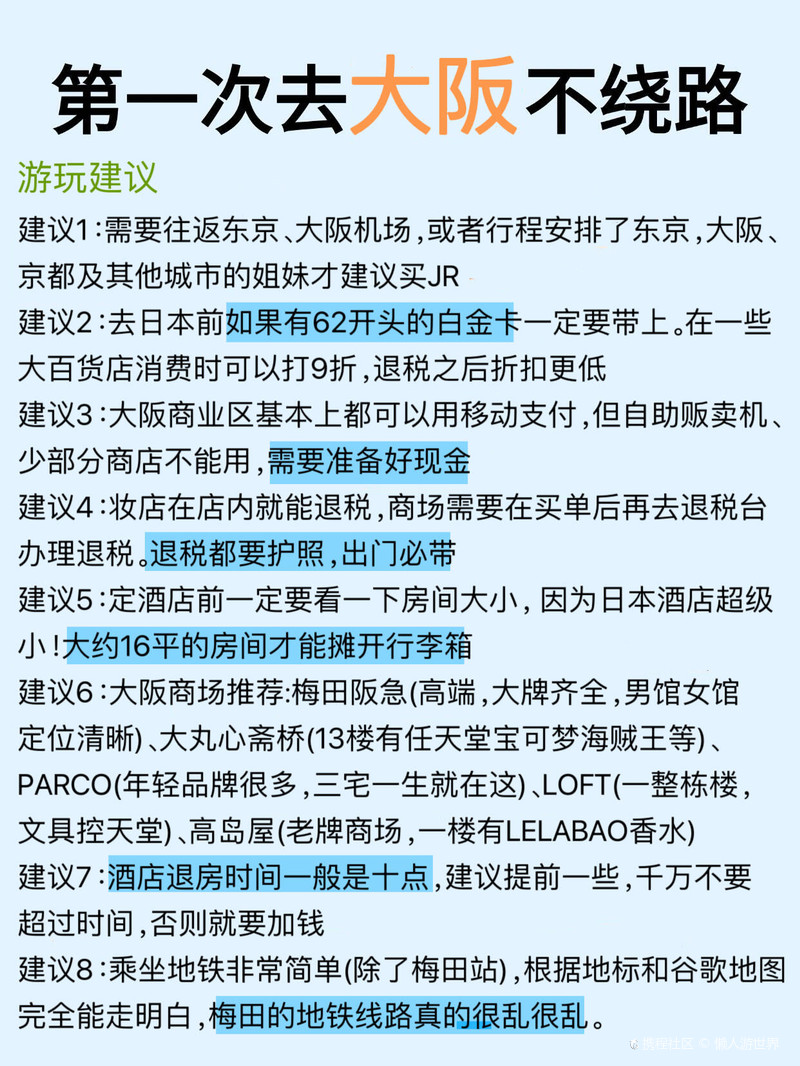 第一次去大阪不绕路
游玩建议
建议1:需要往返东京、大阪机场,或者行程安排了东京,大阪、
京都及其他城市的姐妹才建议买JR
建议2:去日本前如果有62开头的白金卡一定要带上。在一些
大百货店消费时可以打9折,退税之后折扣更低
建议3:大阪商业区基本上都可以用移动支付,但自助贩卖机、
少部分商店不能用,需要准备好现金
建议4:妆店在店内就能退税,商场需要在买单后再去退税台
办理退税。退税都要护照,出门必带
建议5:定酒店前一定要看一下房间大小,因为日本酒店超级
小!大约16平的房间才能摊开行李箱
建议6:大阪商场推荐:梅田阪急(高端,大牌齐全,男馆女馆
定位清晰)、大丸心斋桥(13楼有任天堂宝可梦海贼王等)、
PARCO(年轻品牌很多,三宅一生就在这)、LOFT(一整栋楼,
文具控天堂)、高岛屋(老牌商场,一楼有LELABAO香水)
建议7:酒店退房时间一般是十点,建议提前一些,千万不要
超过时间,否则就要加钱
建议8:乘坐地铁非常简单(除了梅田站),根据地标和谷歌地图
完全能走明白,梅田的地铁线路真的很乱很乱。
携程社区 © 懒人游世界